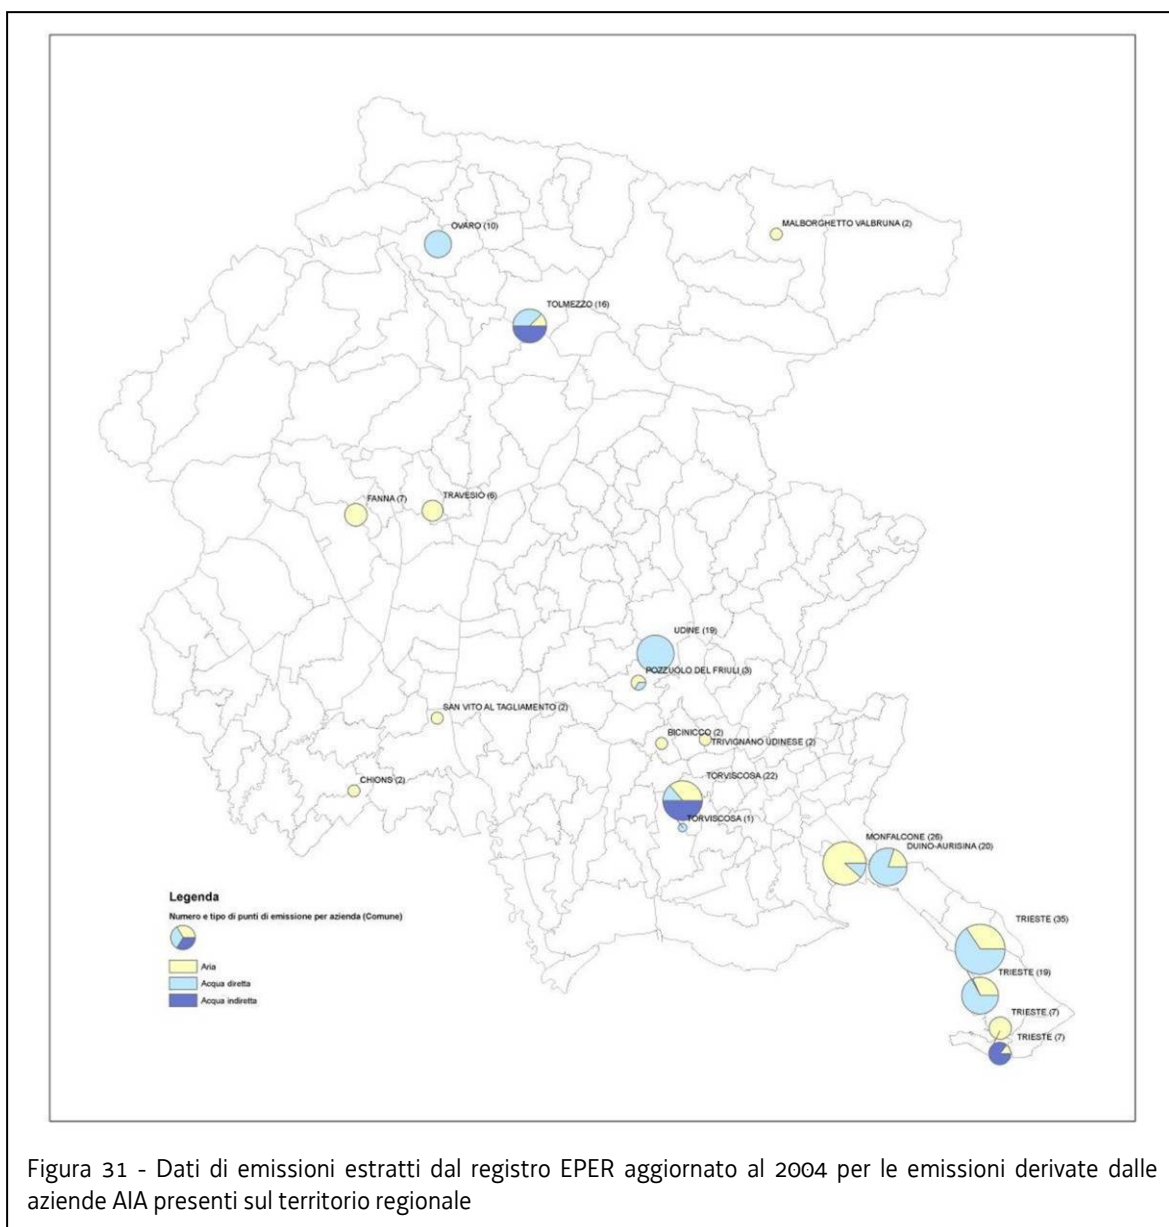 OVARO (10)
MALBORGHETTO VALBRUNA (2)
TOLMEZZO (16)
FANNA (7)
TRAVESIO (6)
UDINE (19)
POZZUOLO DEL FRIULI (3)
SAN VITO AL TAGLIAMENTO (2)
BICINICCO (2)
TRIVIGNANO UDINESE (2)
CHIONS (2)
TORVISCOSA (22)
TORVISCOSA (1)
MONFALCONE (26)
DUINO-AURISINA (20)
TRIESTE (35)
TRIESTE (19)
TRIESTE (7)
TRIESTE (7)
Legenda
Numero e tipo di punti di emissione per azienda (Comune)
Aria
Acqua diretta
Acqua indiretta
Figura 31 - Dati di emissioni estratti dal registro EPER aggiornato al 2004 per le emissioni derivate dalle
aziende AIA presenti sul territorio regionale